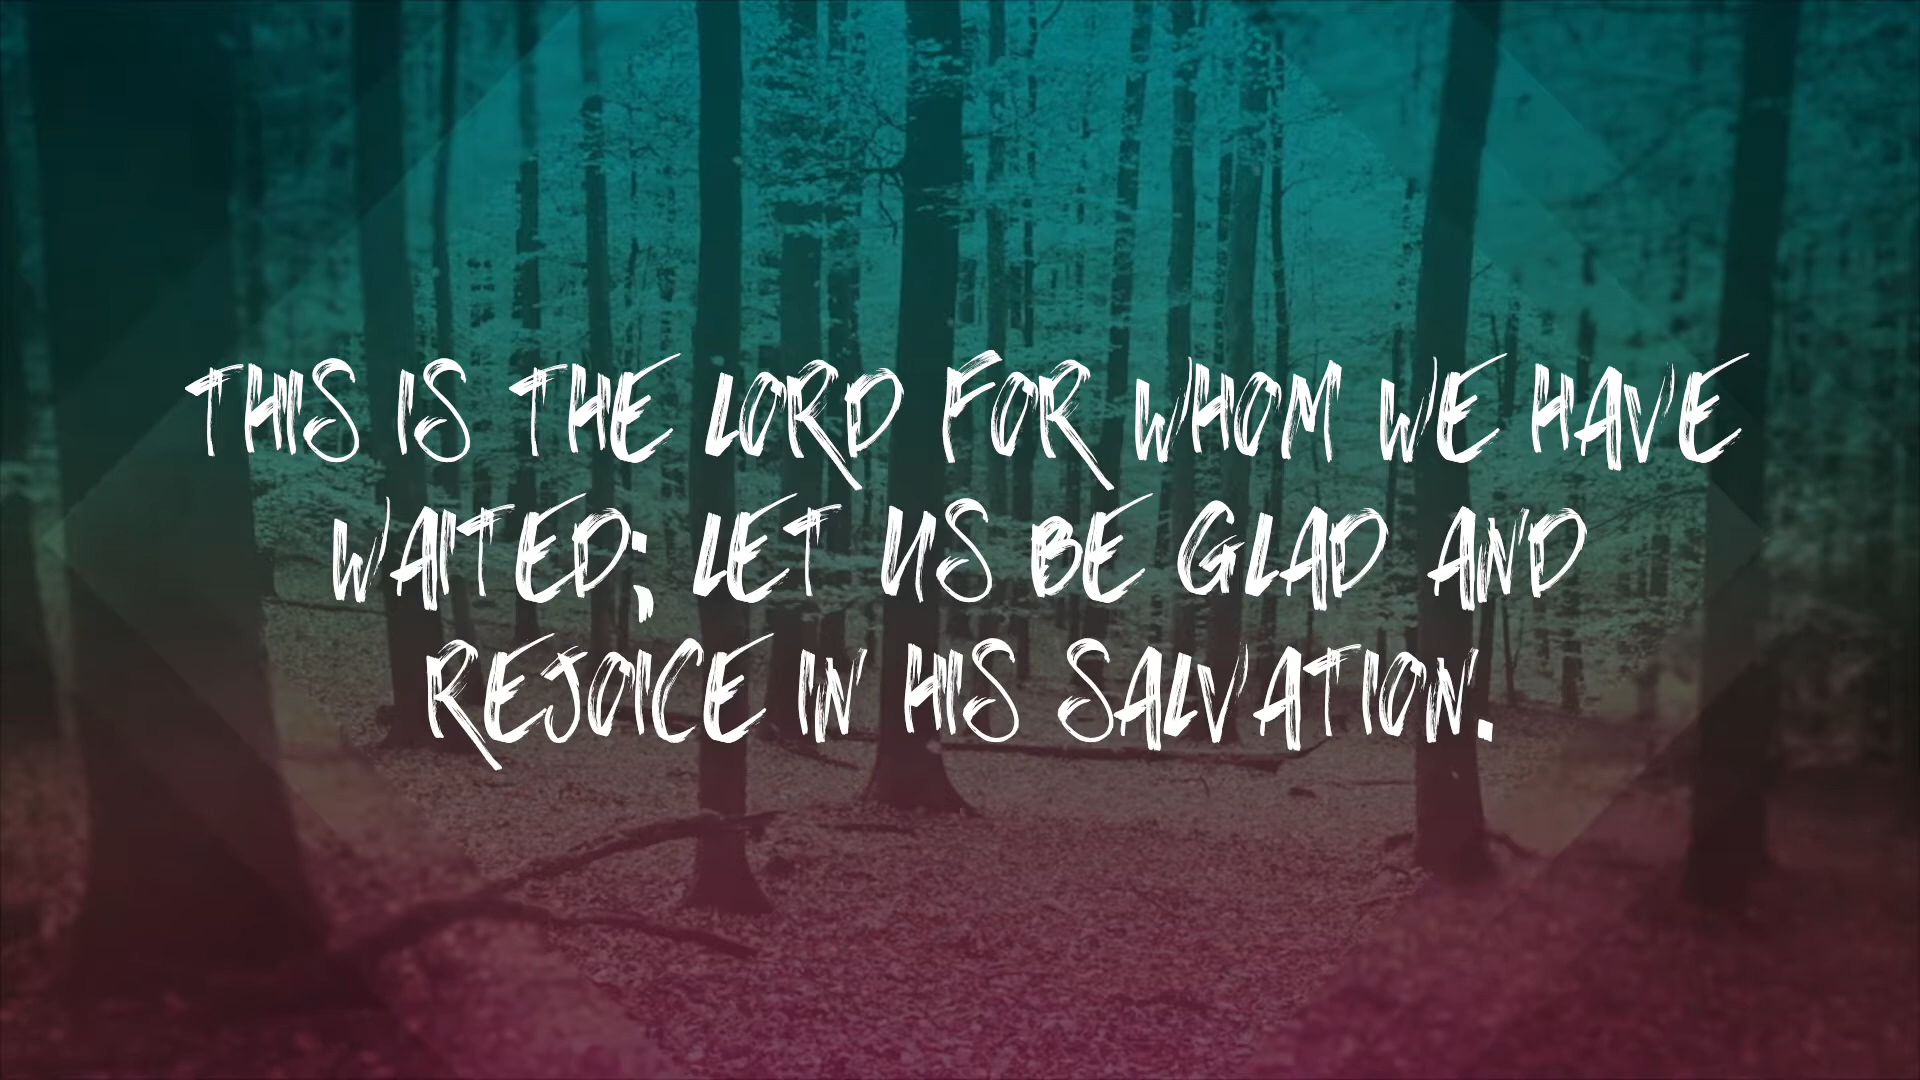 THIS IS THE LORD FOR WHOM WE HAVE
WAITED; LET US BE GLAD AND
REJOICE IN HIS SALVATION.